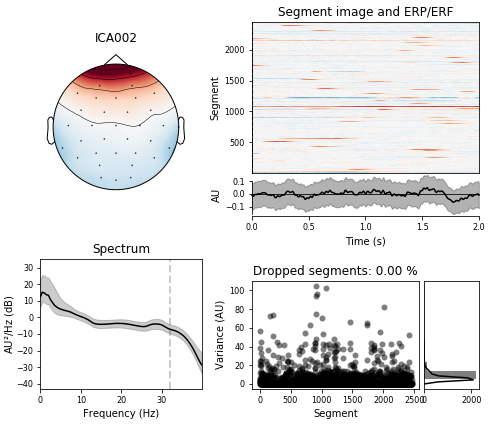 ICA002
Segment image and ERP/ERF
Segment
2000
1500
1000
500
AU
0.1
0.0
−0.1
0.0 0.5 1.0 1.5 2.0
Time (s)
Spectrum
AU²/Hz (dB)
30
20
10
0
−10
−20
−30
−40
0 10 20 30
Frequency (Hz)
Dropped segments: 0.00 %
Variance (AU)
100
80
60
40
20
0
0 500 1000 1500 2000 2500
Segment
0 2000